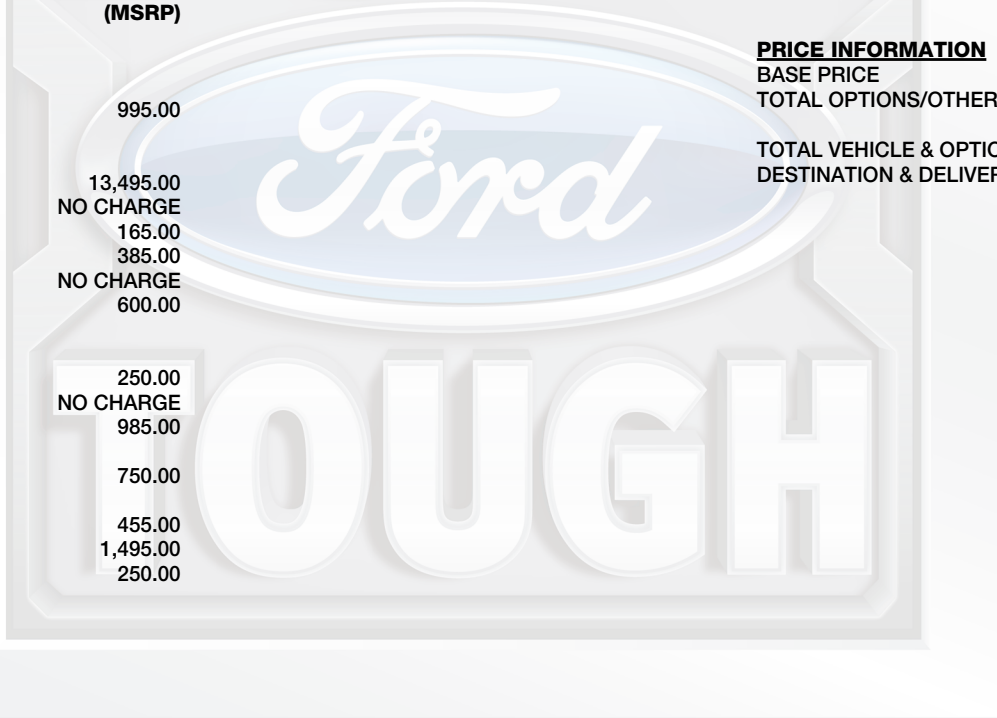 (MSRP)
995.00
13,495.00
NO CHARGE
165.00
385.00
NO CHARGE
600.00
250.00
NO CHARGE
985.00
750.00
455.00
1,495.00
250.00
PRICE INFORMATION
BASE PRICE
TOTAL OPTIONS/OTHER
TOTAL VEHICLE & OPTIO
DESTINATION & DELIVER
Ford
TOUGH